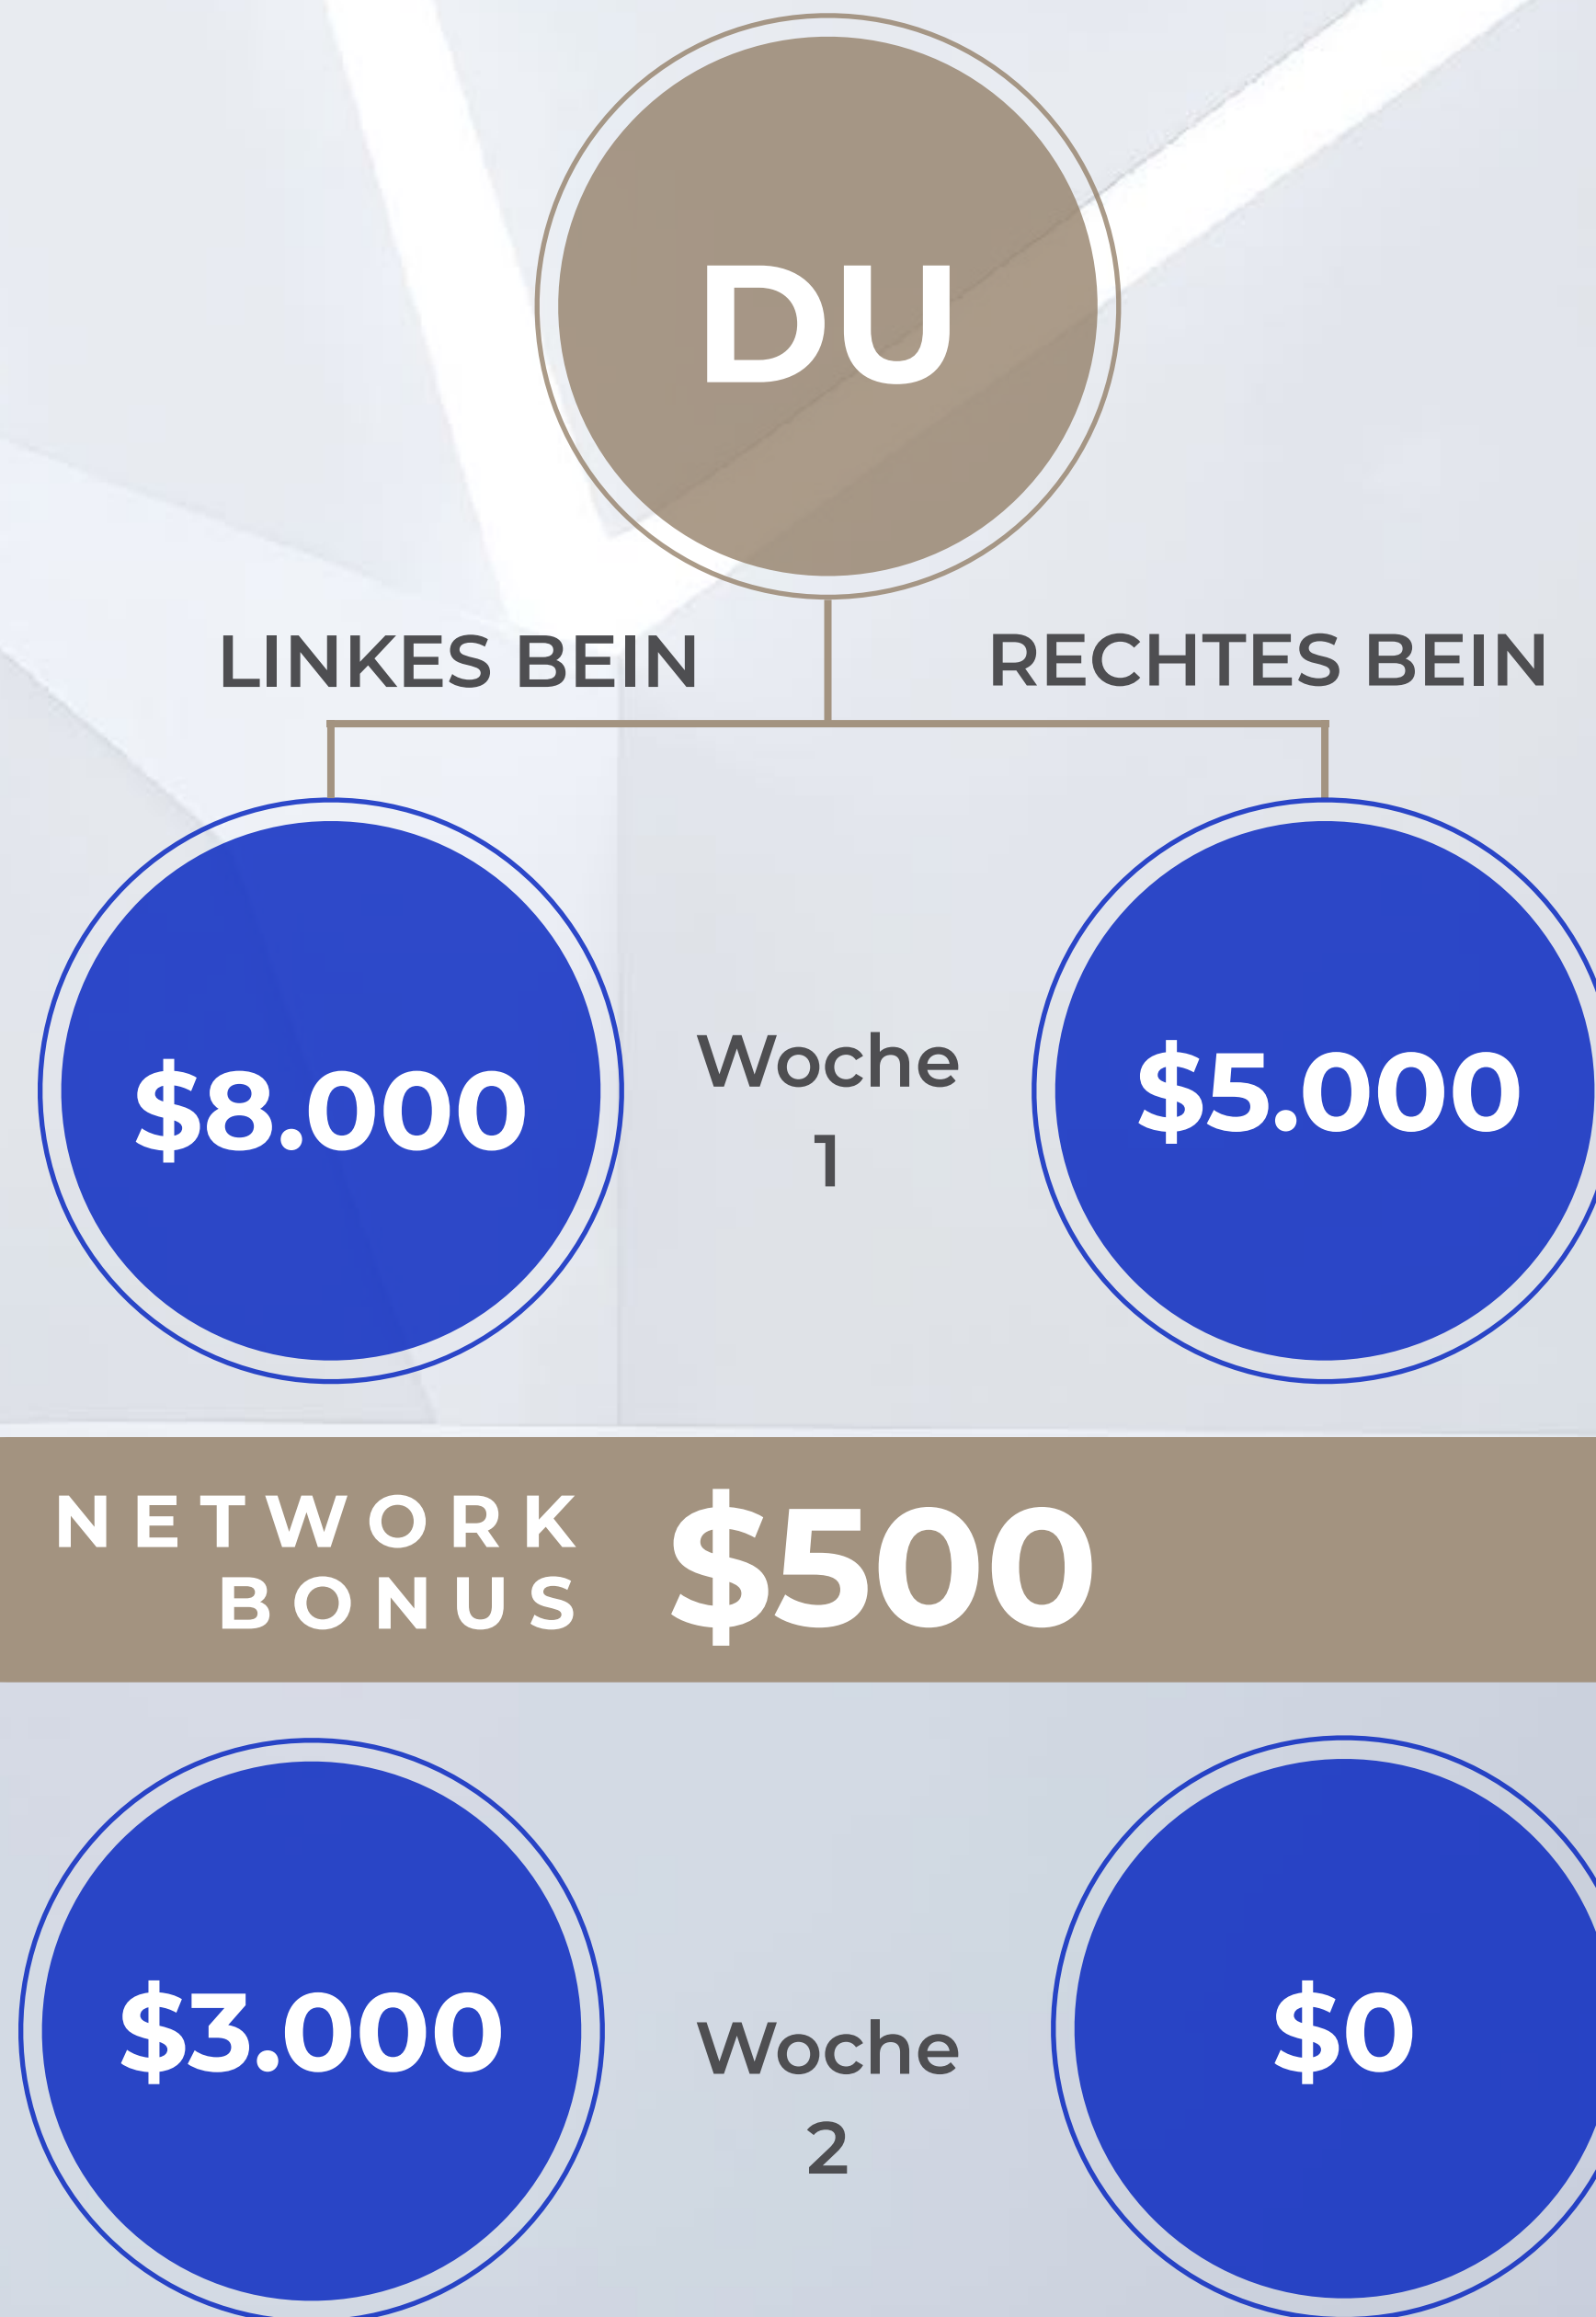 DU
LINKES BEIN
RECHTES BEIN
$8.000
Woche
1
$5.000
NETWORK
BONUS
$500
$3.000
Woche
2
$0